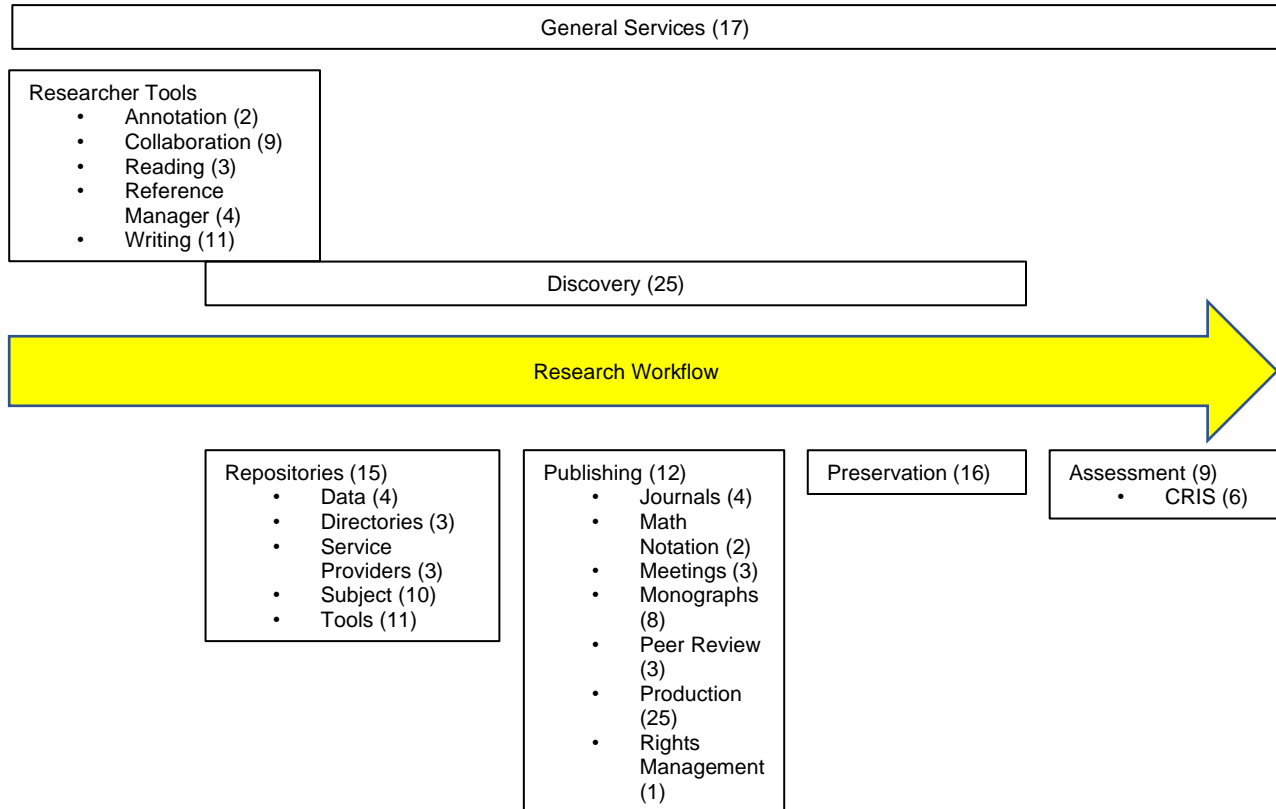 General Services (17)
Researcher Tools
• Annotation (2)
• Collaboration (9)
• Reading (3)
• Reference
Manager (4)
• Writing (11)
Discovery (25)
Research Workflow
Repositories (15)
• Data (4)
• Directories (3)
• Service
Providers (3)
• Subject (10)
• Tools (11)
Publishing (12)
• Journals (4)
• Math
Notation (2)
• Meetings (3)
• Monographs
(8)
• Peer Review
(3)
• Production
(25)
• Rights
Management
(1)
Preservation (16)
Assessment (9)
• CRIS (6)